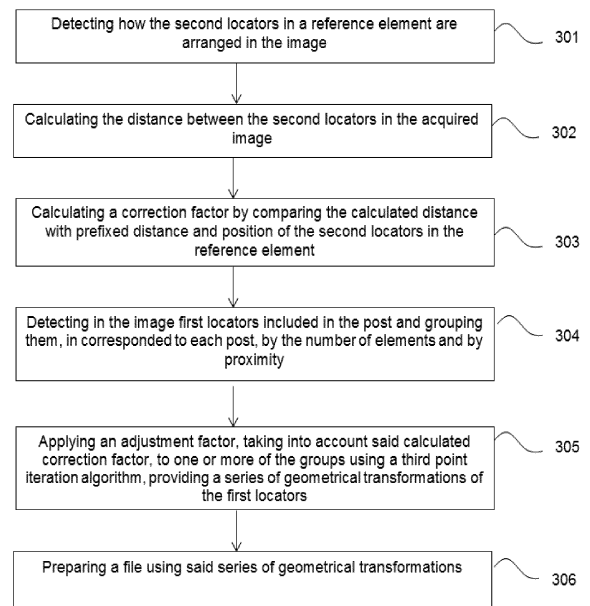 Detecting how the second locators in a reference element are
arranged in the image
301
Calculating the distance between the second locators in the acquired
image
302
Calculating a correction factor by comparing the calculated distance
with prefixed distance and position of the second locators in the
reference element
303
Detecting in the image first locators included in the post and grouping
them, in corresponded to each post, by the number of elements and by
proximity
304
Applying an adjustment factor, taking into account said calculated
correction factor, to one or more of the groups using a third point
iteration algorithm, providing a series of geometrical transformations of
the first locators
305
Preparing a file using said series of geometrical transformations
306